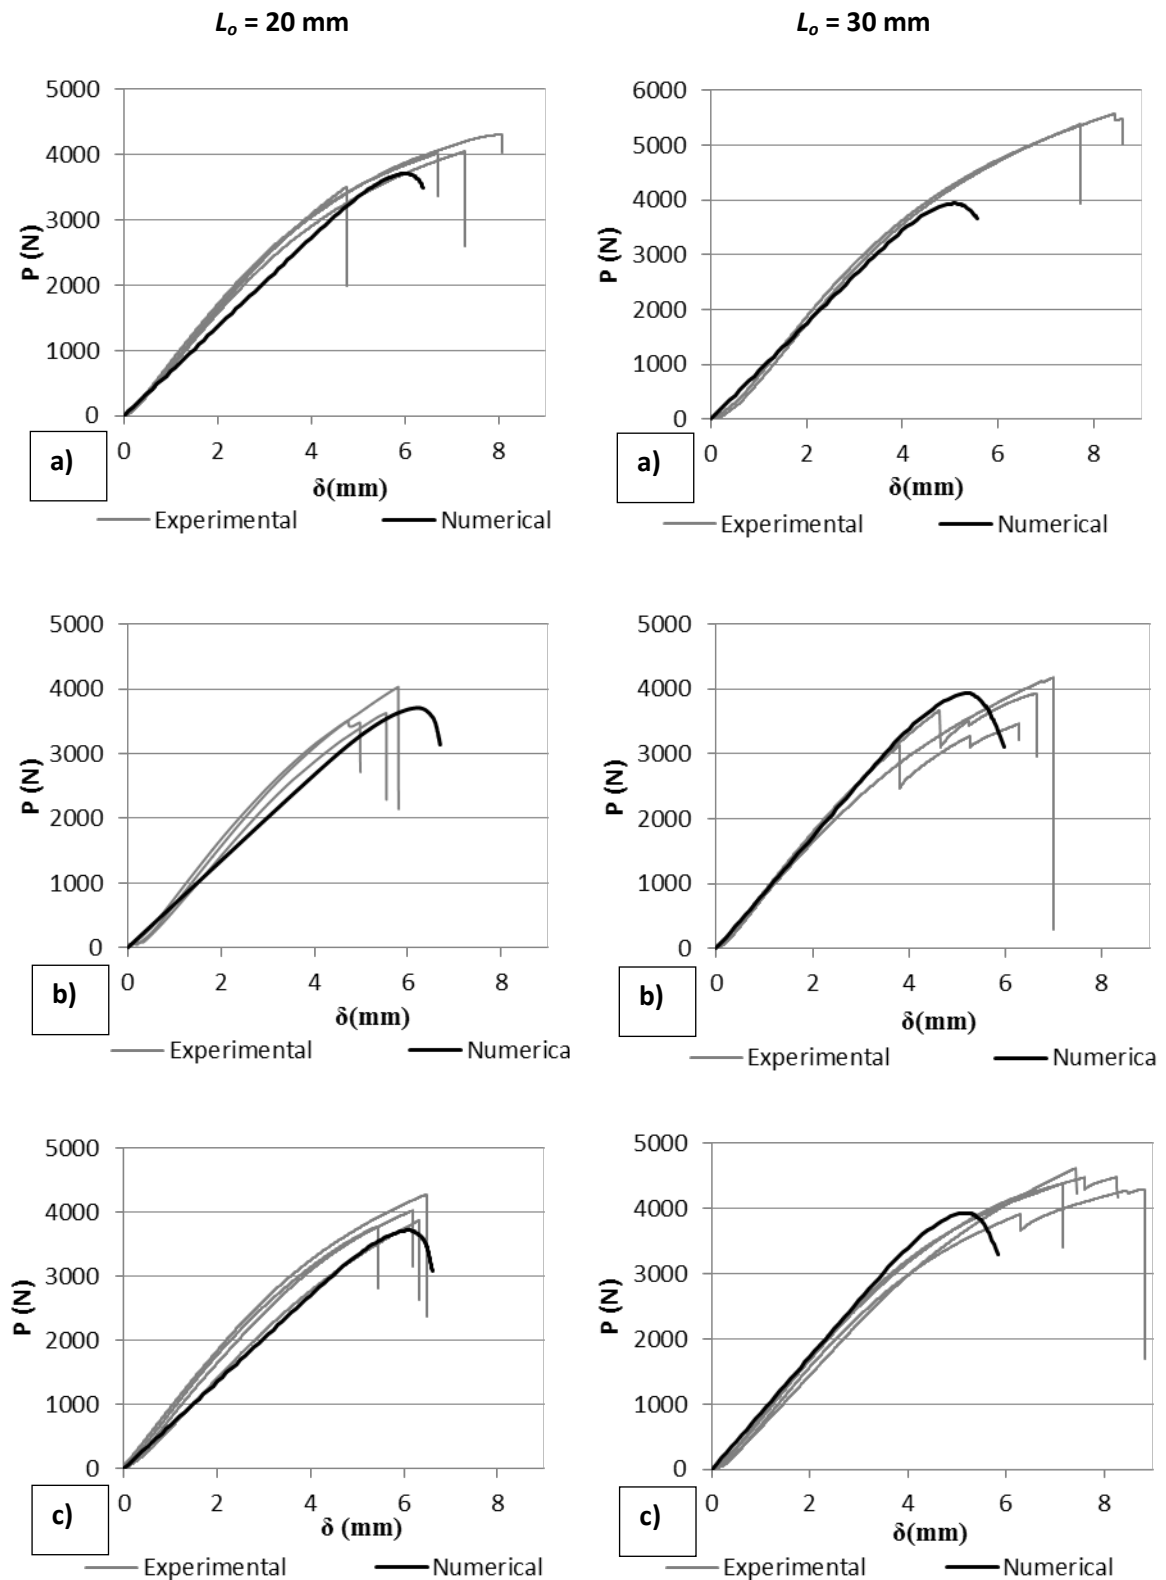 Lo = 20 mm
Lo = 30 mm
5000
4000
3000
2000
1000
0
P (N)
0 2 4 6 8
a)
δ(mm)
Experimental Numerical
6000
5000
4000
3000
2000
1000
0
P (N)
0 2 4 6 8
a)
δ(mm)
Experimental Numerical
5000
4000
3000
2000
1000
0
P (N)
0 2 4 6 8
b)
δ(mm)
Experimental Numerica
5000
4000
3000
2000
1000
0
P (N)
0 2 4 6 8
b)
δ(mm)
Experimental Numerica
5000
4000
3000
2000
1000
0
P (N)
0 2 4 6 8
c)
δ (mm)
Experimental Numerical
5000
4000
3000
2000
1000
0
P (N)
0 2 4 6 8
c)
δ(mm)
Experimental Numerical